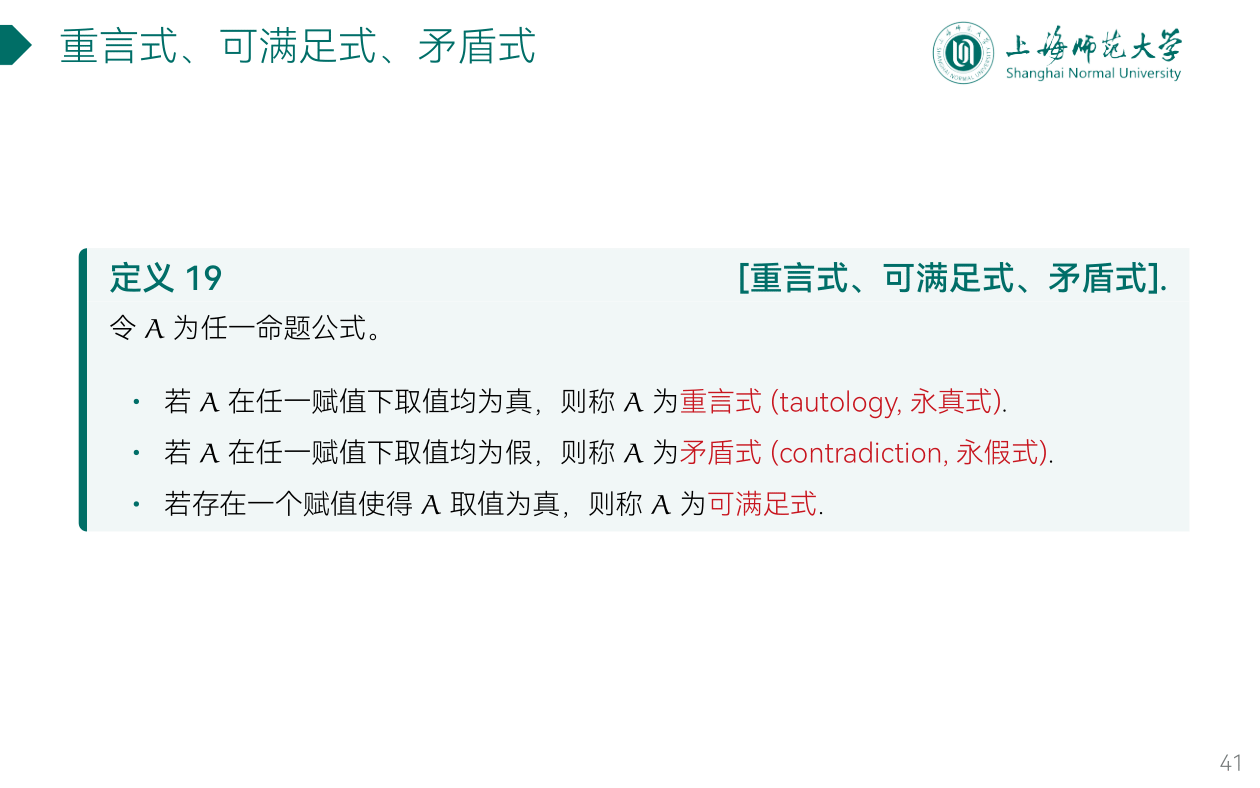 重言式、可满足式、矛盾式
上海师范大学
Shanghai Normal University
定义 19 [重言式、可满足式、矛盾式].
令 A 为任一命题公式。
• 若 A 在任一赋值下取值均为真，则称 A 为重言式 (tautology, 永真式).
• 若 A 在任一赋值下取值均为假，则称 A 为矛盾式 (contradiction, 永假式).
• 若存在一个赋值使得 A 取值为真，则称 A 为可满足式.
41